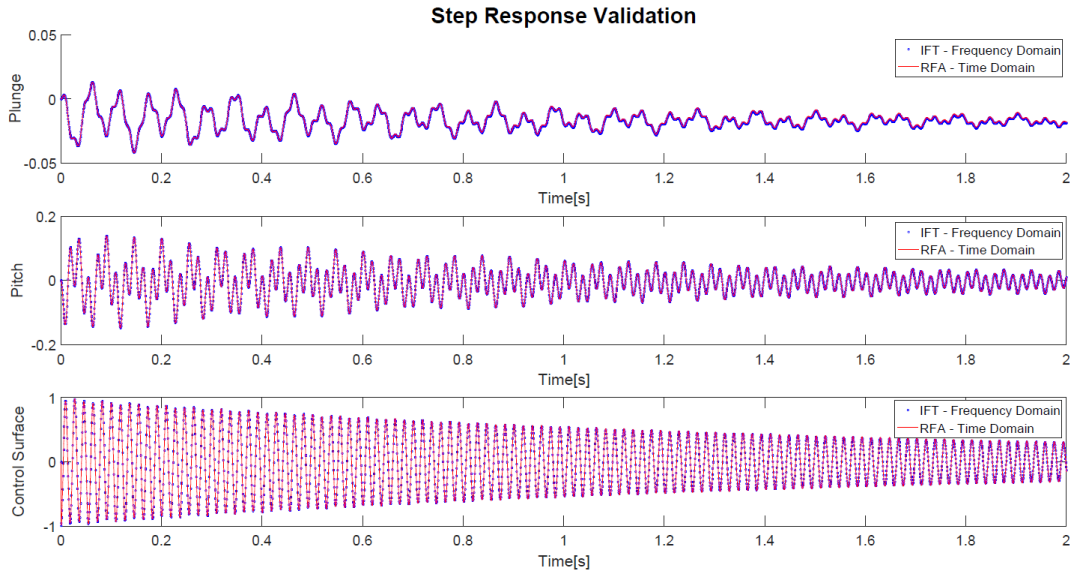 Step Response Validation
0.05
0
-0.05
Plunge
IFT - Frequency Domain
RFA - Time Domain
0 0.2 0.4 0.6 0.8 1 1.2 1.4 1.6 1.8 2
Time[s]
0.2
0
-0.2
Pitch
IFT - Frequency Domain
RFA - Time Domain
0 0.2 0.4 0.6 0.8 1 1.2 1.4 1.6 1.8 2
Time[s]
1
0
-1
Control Surface
IFT - Frequency Domain
RFA - Time Domain
0 0.2 0.4 0.6 0.8 1 1.2 1.4 1.6 1.8 2
Time[s]